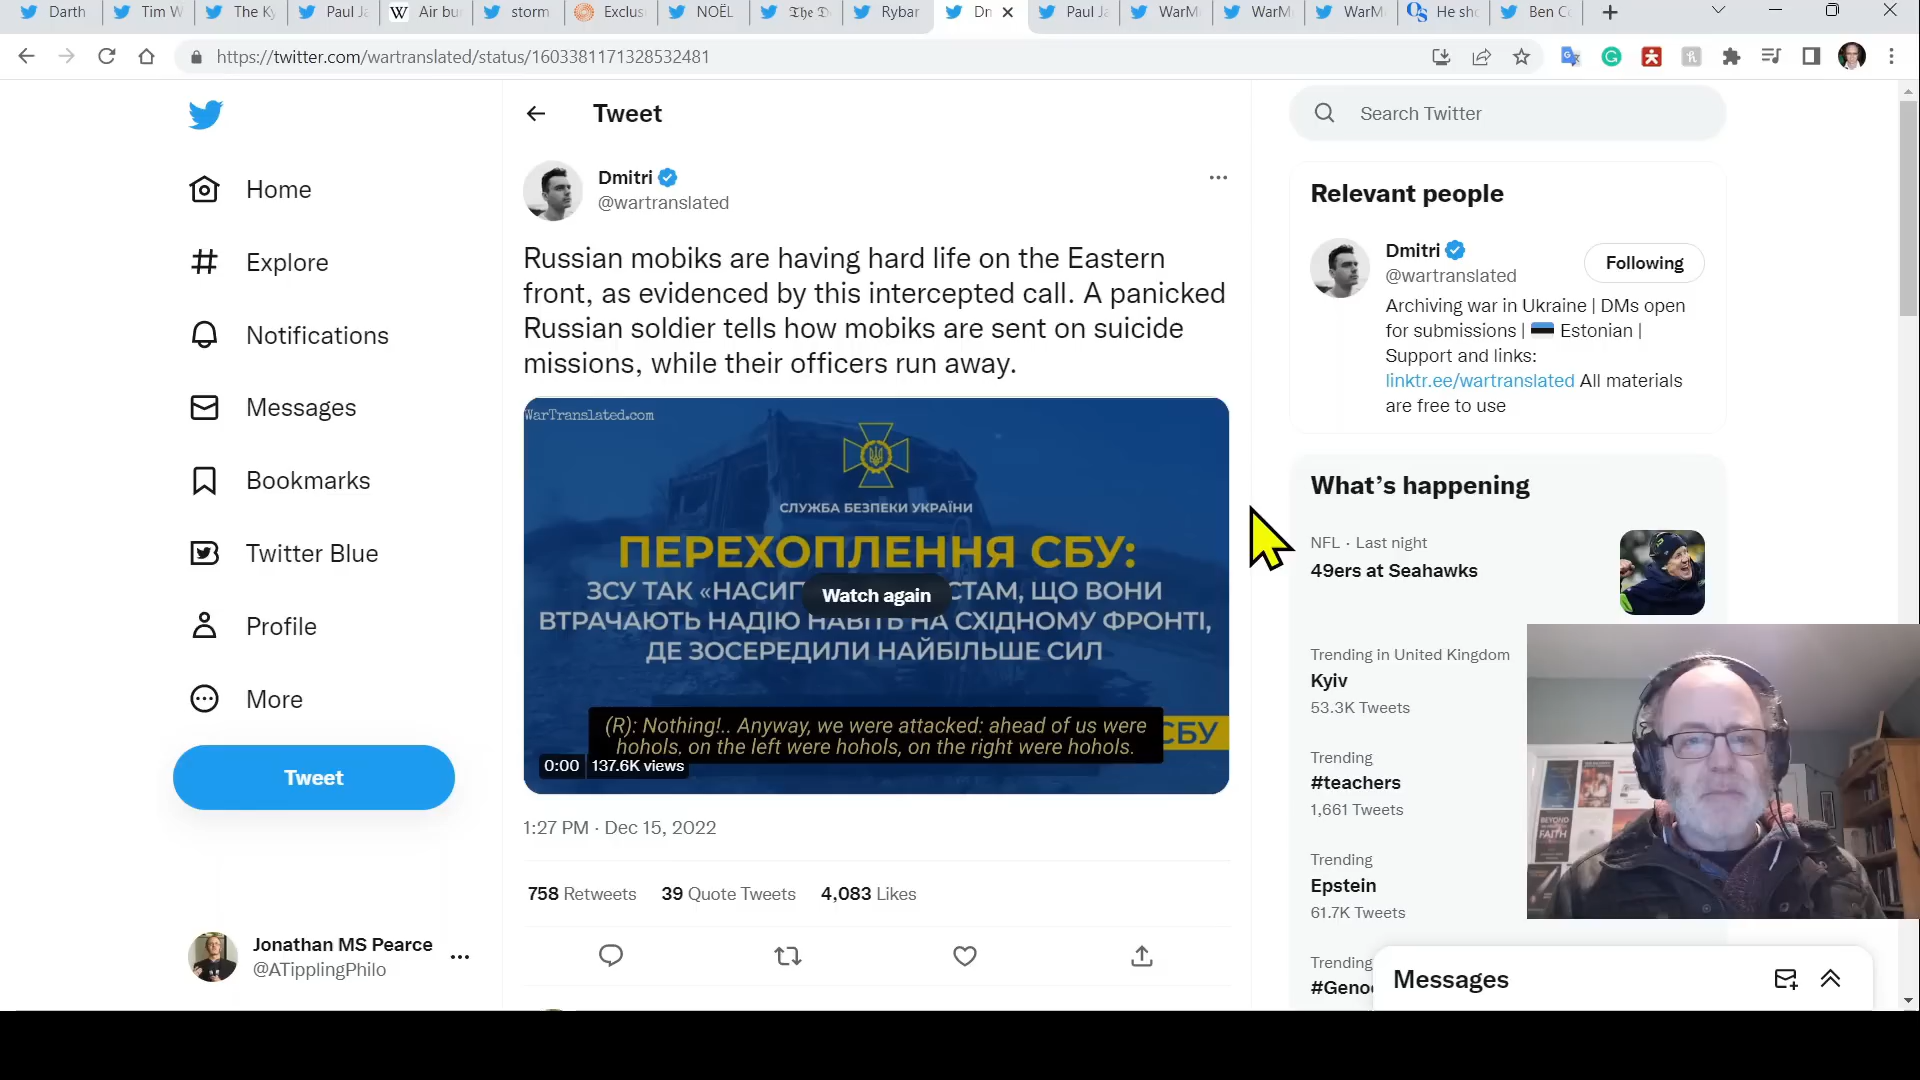 Darth
Tim W
The Ky
Paul Ja
Air bu
storm
Exclus
NOËL
The D
Rybar
Dm
Paul Ja
WarM
WarM
WarM
He sho
Ben Co
https://twitter.com/wartranslated/status/1603381171328532481
Home
Explore
Notifications
Messages
Bookmarks
Twitter Blue
Profile
More
Tweet
Jonathan MS Pearce
@ATipplingPhilo
Tweet
Dmitri
@wartranslated
Russian mobiks are having hard life on the Eastern
front, as evidenced by this intercepted call. A panicked
Russian soldier tells how mobiks are sent on suicide
missions, while their officers run away.
WarTranslated.com
СЛУЖБА БЕЗПЕКИ УКРАЇНИ
ПЕРЕХОПЛЕННЯ СБУ:
ЗСУ ТАК «НАСИП СТАМ, ЩО ВОНИ
Watch again
ВТРАЧАЮТЬ НАДІЮ НАВІТЬ НА СХІДНОМУ ФРОНТІ,
ДЕ ЗОСЕРЕДИЛИ НАЙБІЛЬШЕ СИЛ
(R): Nothing!.. Anyway, we were attacked: ahead of us were
hohols, on the left were hohols, on the right were hohols.
СБУ
0:00 137.6K views
1:27 PM · Dec 15, 2022
758 Retweets 39 Quote Tweets 4,083 Likes
Search Twitter
Relevant people
Dmitri
@wartranslated
Following
Archiving war in Ukraine | DMs open
for submissions | Estonian |
Support and links:
linktr.ee/wartranslated All materials
are free to use
What's happening
NFL · Last night
49ers at Seahawks
Trending in United Kingdom
Kyiv
53.3K Tweets
Trending
#teachers
1,661 Tweets
Trending
Epstein
61.7K Tweets
Trending
#Geno
Messages
BEYOND
FAITH